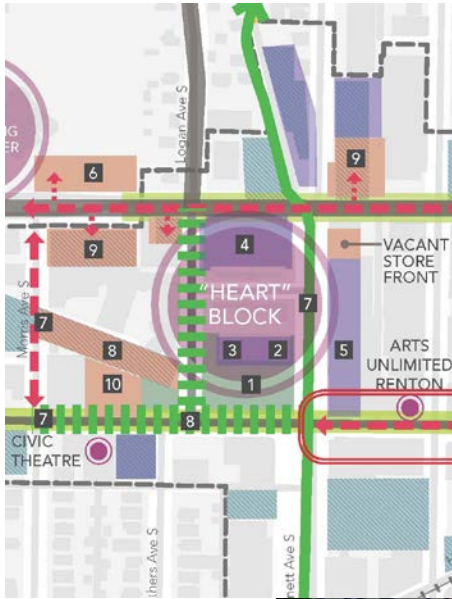 Logan Ave S
6
9
9
4
VACANT
STORE
FRONT
"HEART"
BLOCK
7
Morris Ave S
7
8
3
2
5
ARTS
UNLIMITED
RENTON
10
1
7
8
CIVIC
THEATRE